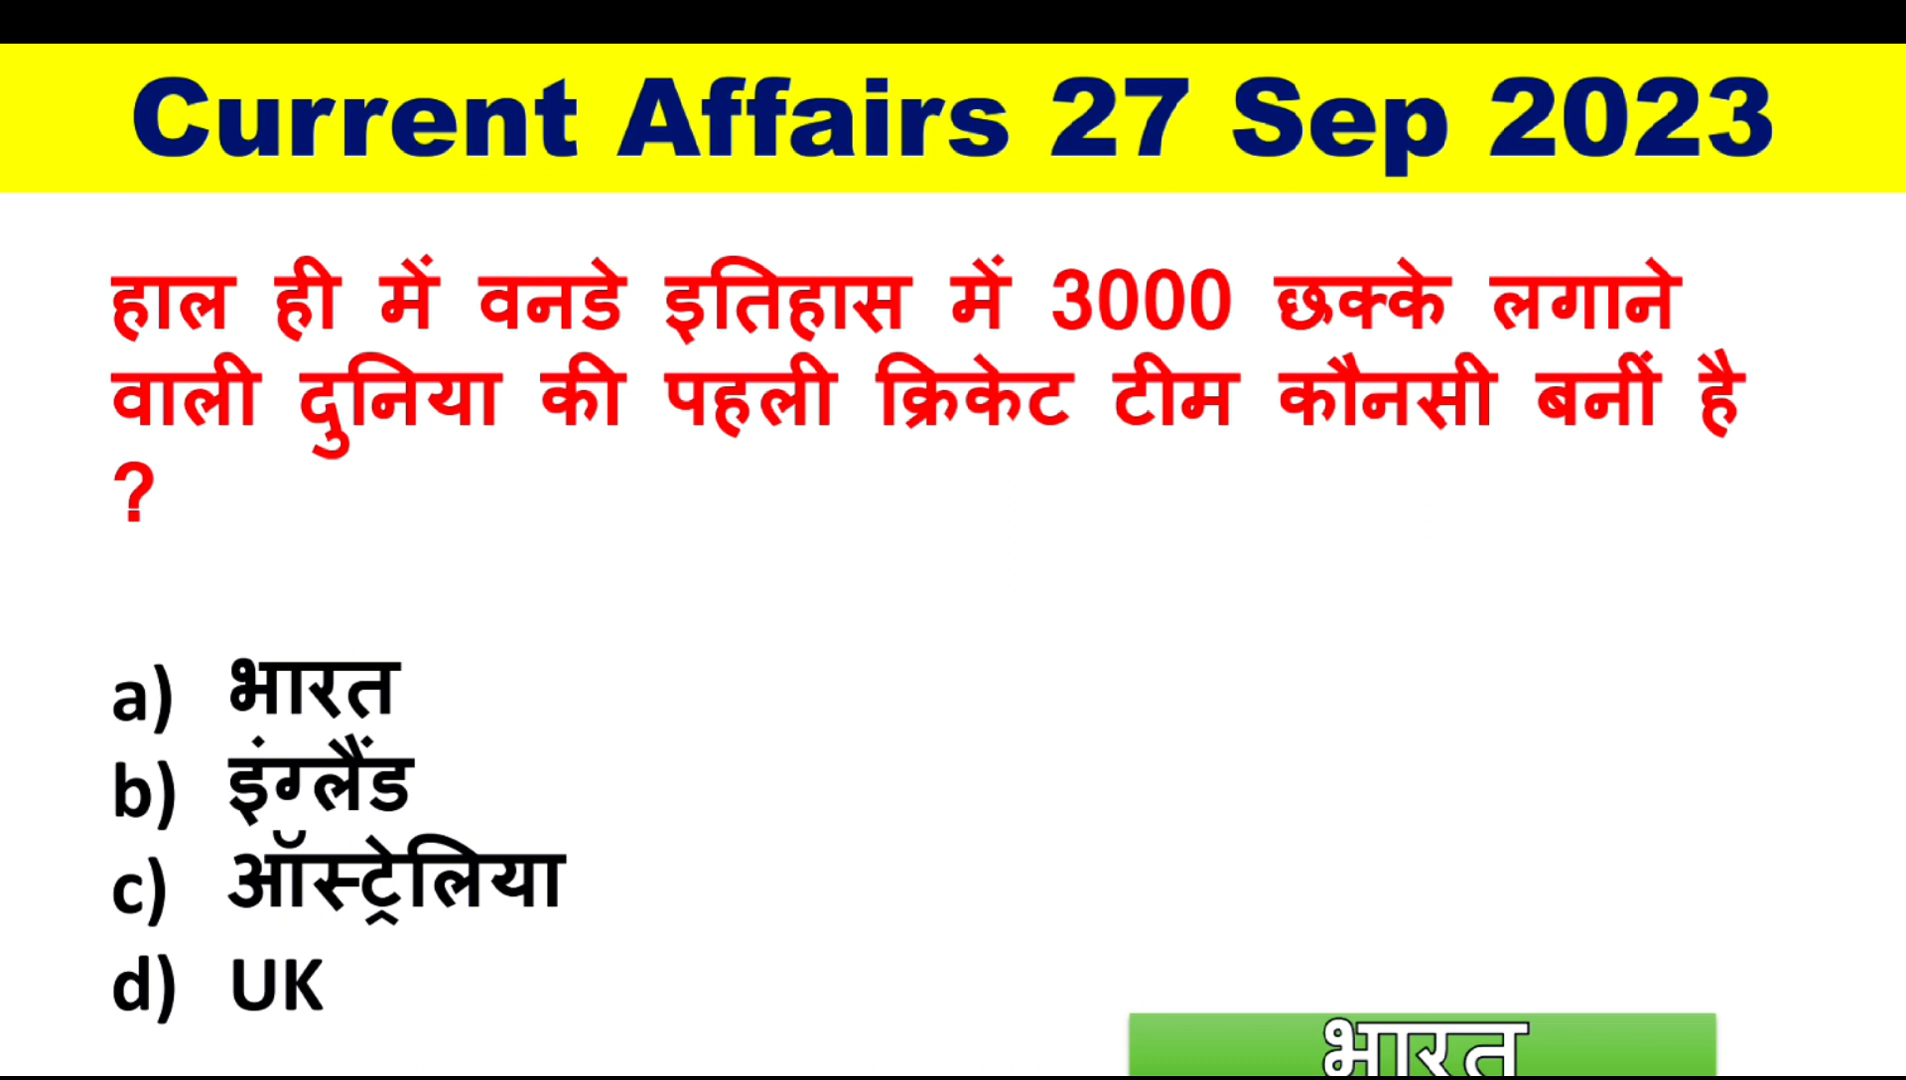 Current Affairs 27 Sep 2023
हाल ही में वनडे इतिहास में 3000 छक्के लगाने
वाली दुनिया की पहली क्रिकेट टीम कौनसी बनीं है
?
a) भारत
b) इंग्लैंड
c) ऑस्ट्रेलिया
d) UK
भारत